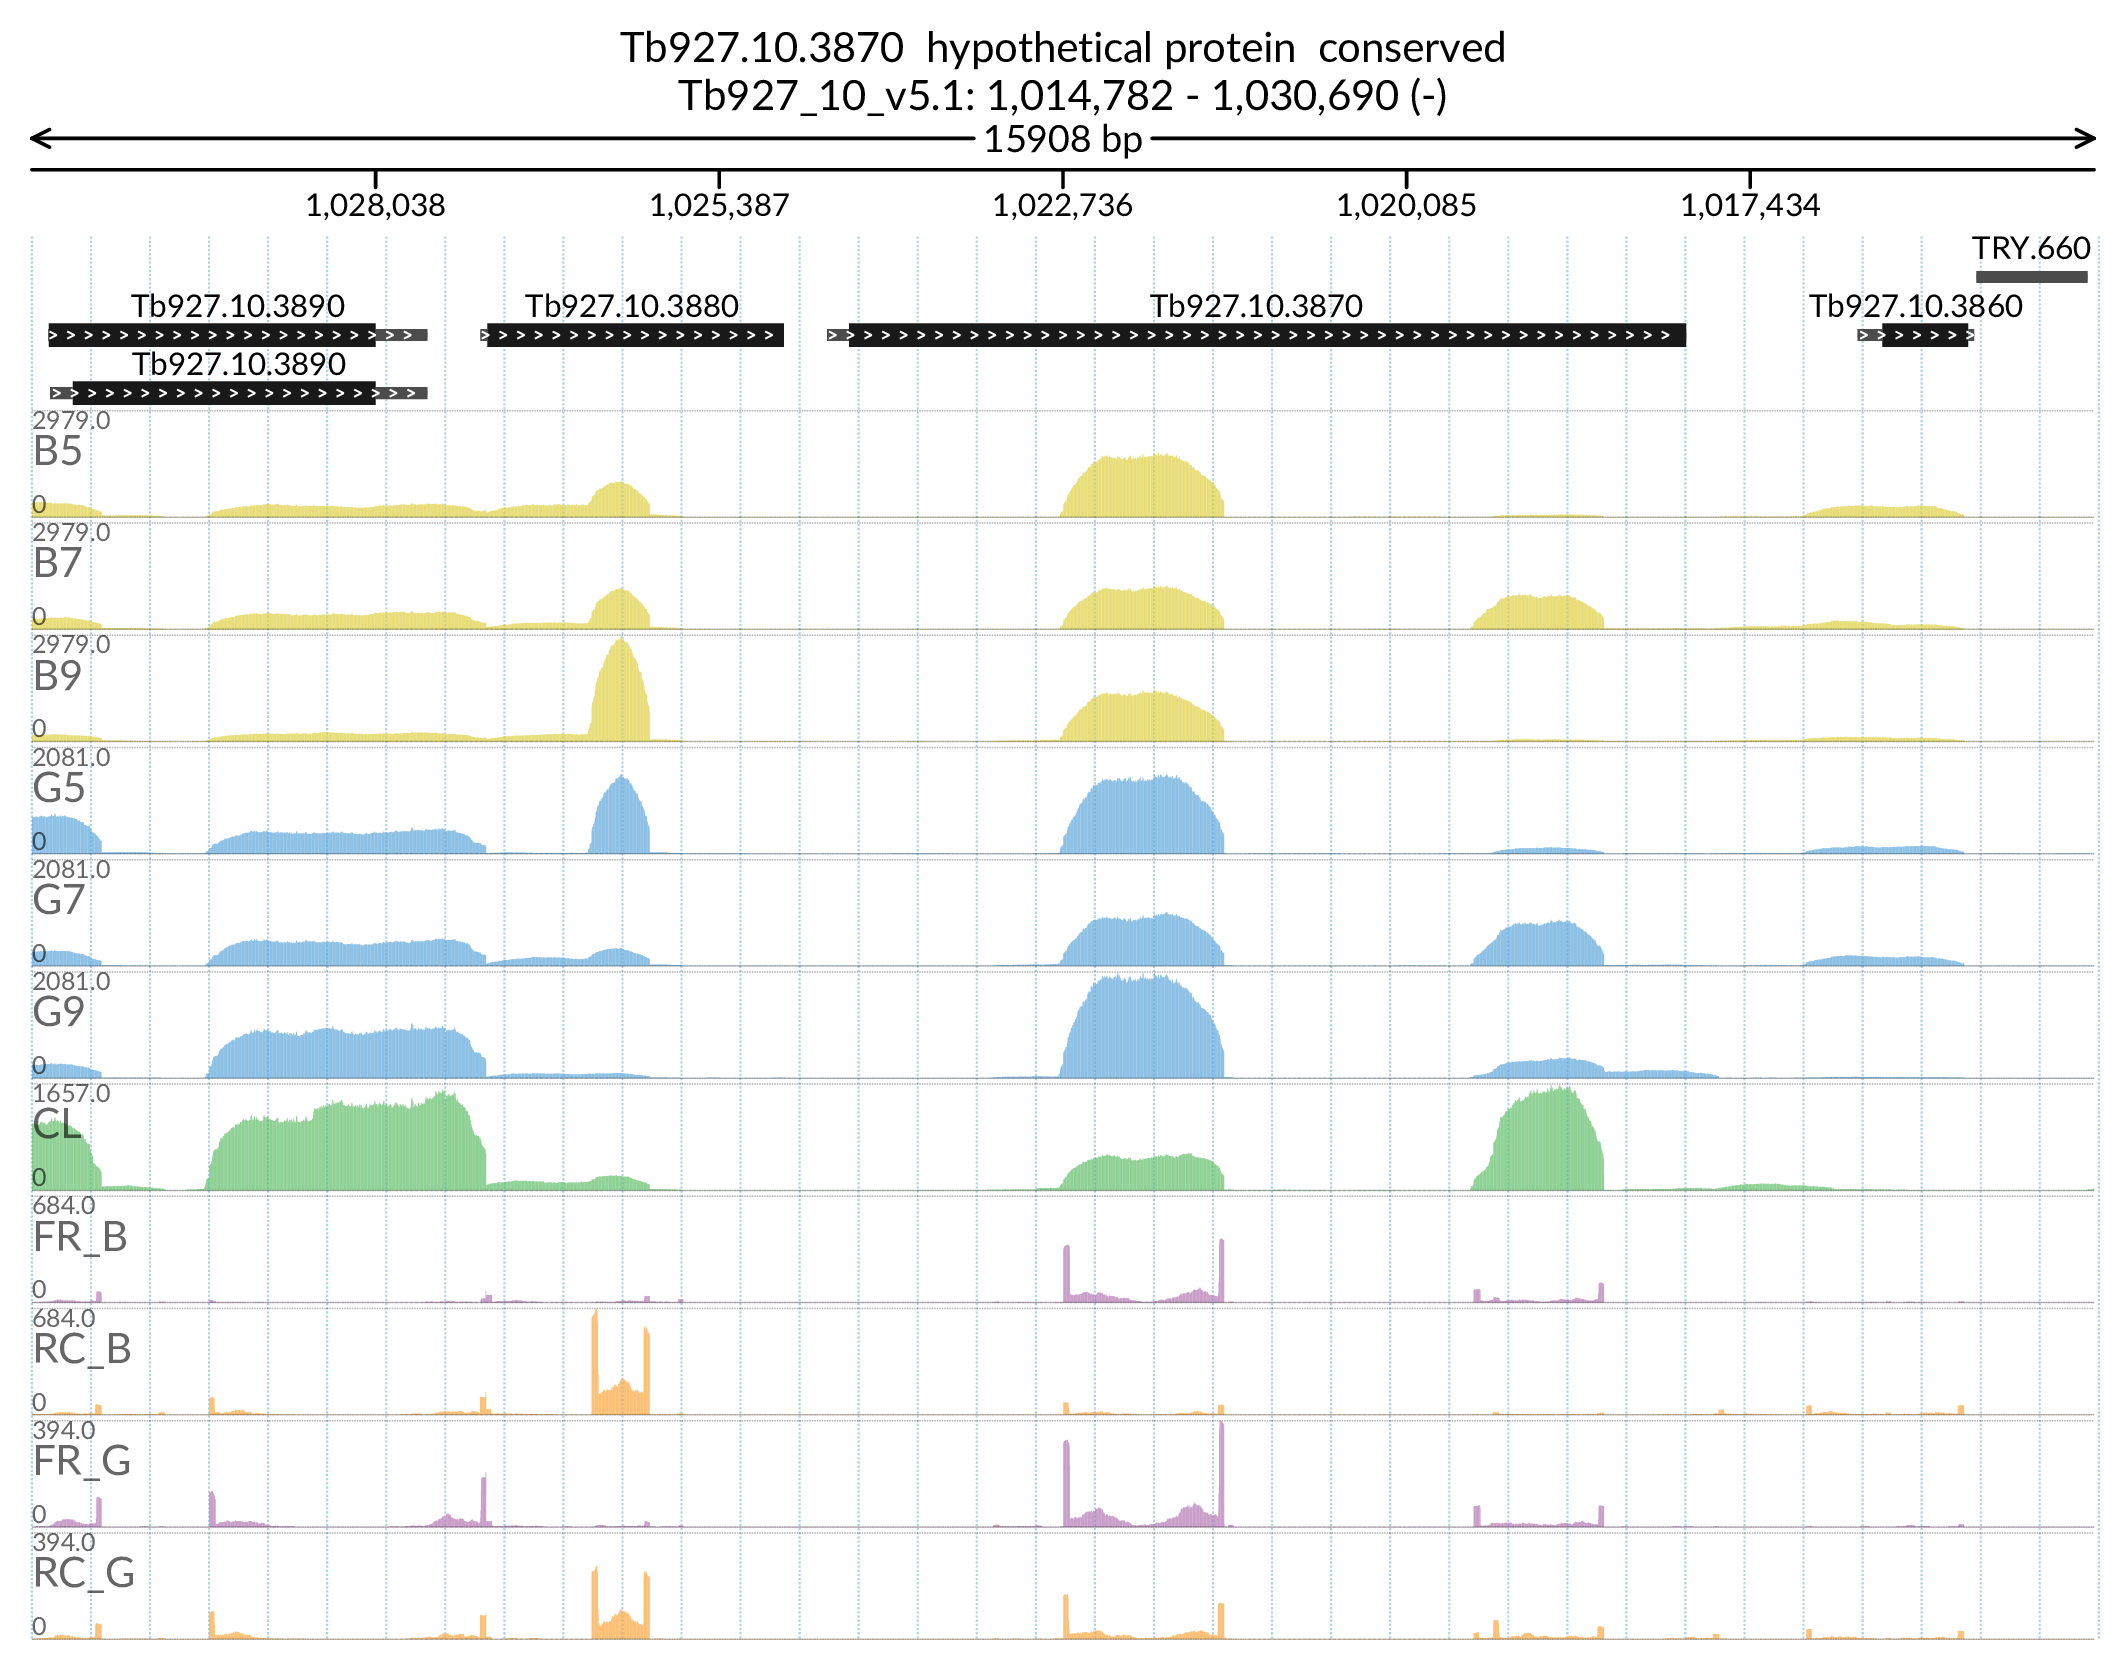 Tb927.10.3870  hypothetical protein  conserved
Tb927_10_v5.1: 1,014,782 - 1,030,690 (-)
15908 bp
1,028,038 1,025,387 1,022,736 1,020,085 1,017,434
TRY.660
Tb927.10.3890 Tb927.10.3880 Tb927.10.3870 Tb927.10.3860
Tb927.10.3890
2979.0
B5
0
2979.0
B7
0
2979.0
B9
0
2081.0
G5
0
2081.0
G7
0
2081.0
G9
0
1657.0
CL
0
684.0
FR_B
0
684.0
RC_B
0
394.0
FR_G
0
394.0
RC_G
0